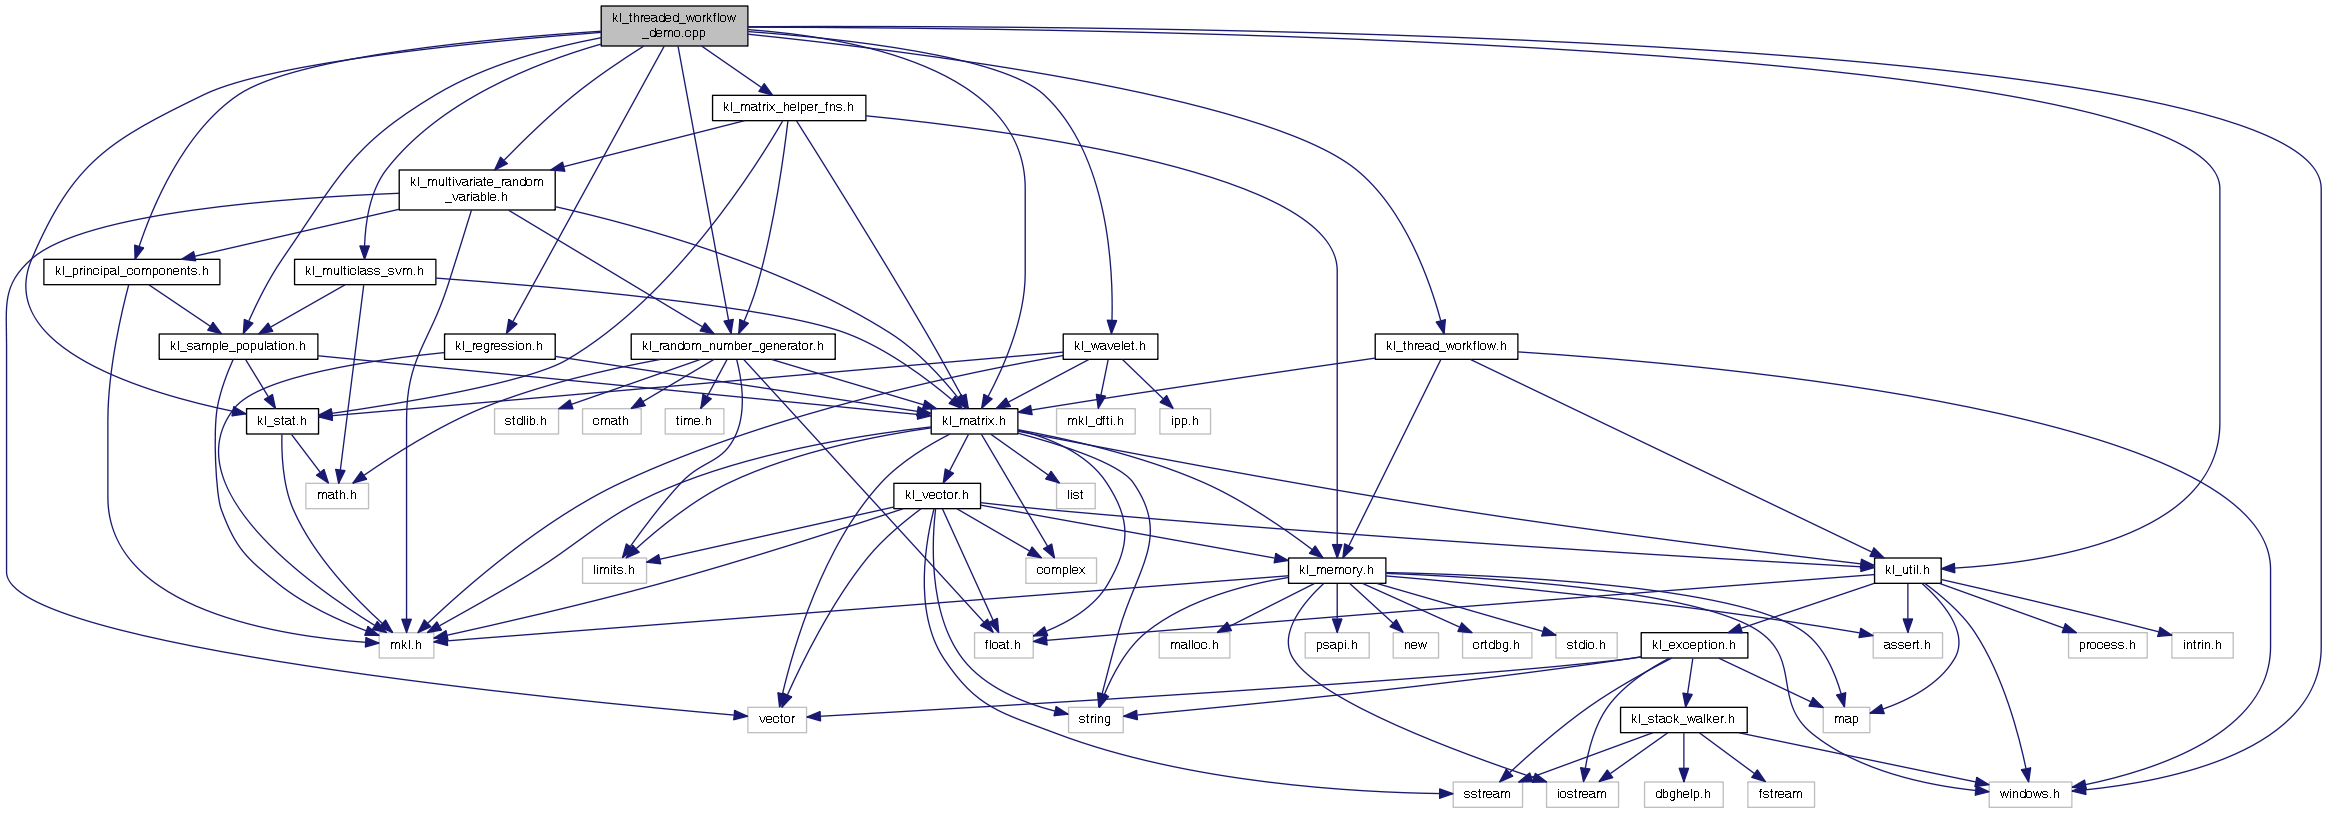 kl_threaded_workflow
_demo.cpp
kl_matrix_helper_fns.h
kl_multivariate_random
_variable.h
kl_principal_components.h
kl_multiclass_svm.h
kl_sample_population.h
kl_regression.h
kl_random_number_generator.h
kl_wavelet.h
kl_thread_workflow.h
kl_stat.h
stdlib.h
cmath
time.h
kl_matrix.h
mkl_dfti.h
ipp.h
math.h
kl_vector.h
list
limits.h
complex
kl_memory.h
kl_util.h
mkl.h
float.h
malloc.h
psapi.h
new
crtdbg.h
stdio.h
kl_exception.h
assert.h
process.h
intrin.h
vector
string
kl_stack_walker.h
map
sstream
iostream
dbghelp.h
fstream
windows.h